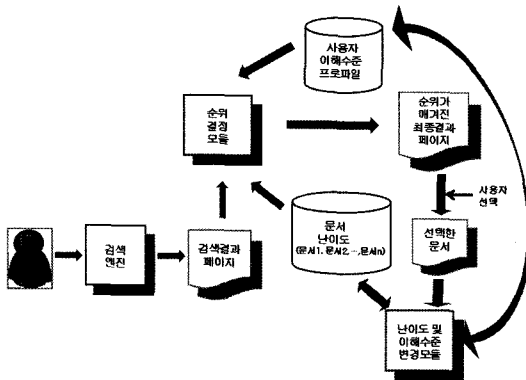 사용자
이해수준
프로파일
순위
결정
모듈
순위가
매겨진
최종결과
페이지
사용자
선택
문서
난이도
(문서1, 문서2,…,문서n)
선택한
문서
검색
엔진
검색결과
페이지
난이도 및
이해수준
변경모듈